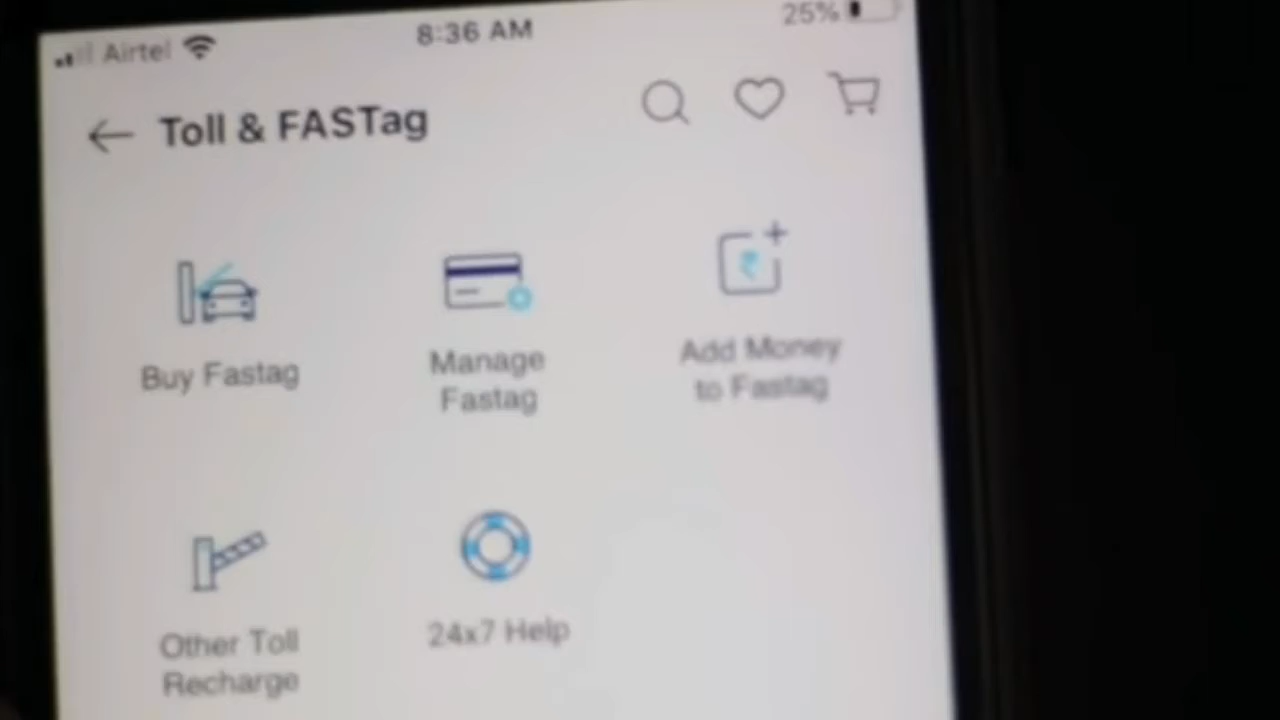 Airtel 8:36 AM 25%
Toll & FASTag
Buy Fastag
Manage
Fastag
Add Money
to Fastag
Other Toll
Recharge
24x7 Help